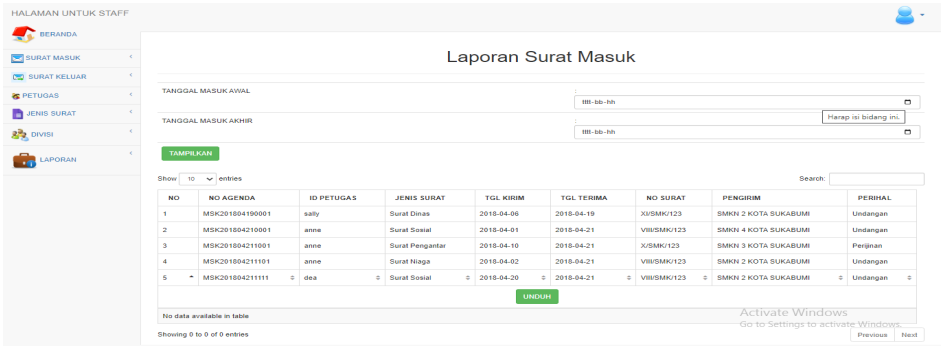 HALAMAN UNTUK STAFF
BERANDA
SURAT MASUK
SURAT KELUAR
PETUGAS
JENIS SURAT
DIVISI
LAPORAN
Laporan Surat Masuk
TANGGAL MASUK AWAL :
tttt-bb-hh
Harap isi bidang ini.
TANGGAL MASUK AKHIR :
tttt-bb-hh
TAMPILKAN
Show 10 entries Search:
NO NO AGENDA ID PETUGAS JENIS SURAT TGL KIRIM TGL TERIMA NO SURAT PENGIRIM PERIHAL
1 MSK201804190001 sally Surat Dinas 2018-04-06 2018-04-19 XI/SMK/123 SMKN 2 KOTA SUKABUMI Undangan
2 MSK201804210001 anne Surat Sosial 2018-04-01 2018-04-21 VIII/SMK/123 SMKN 4 KOTA SUKABUMI Undangan
3 MSK201804211001 anne Surat Pengantar 2018-04-10 2018-04-21 X/SMK/123 SMKN 3 KOTA SUKABUMI Perijinan
4 MSK201804211101 anne Surat Niaga 2018-04-02 2018-04-21 VIII/SMK/123 SMKN 2 KOTA SUKABUMI Undangan
5 MSK201804211111 dea Surat Sosial 2018-04-20 2018-04-21 VIII/SMK/123 SMKN 2 KOTA SUKABUMI Undangan
UNDUH
No data available in table
Showing 0 to 0 of 0 entries
Activate Windows
Go to Settings to activate Windows.
Previous Next